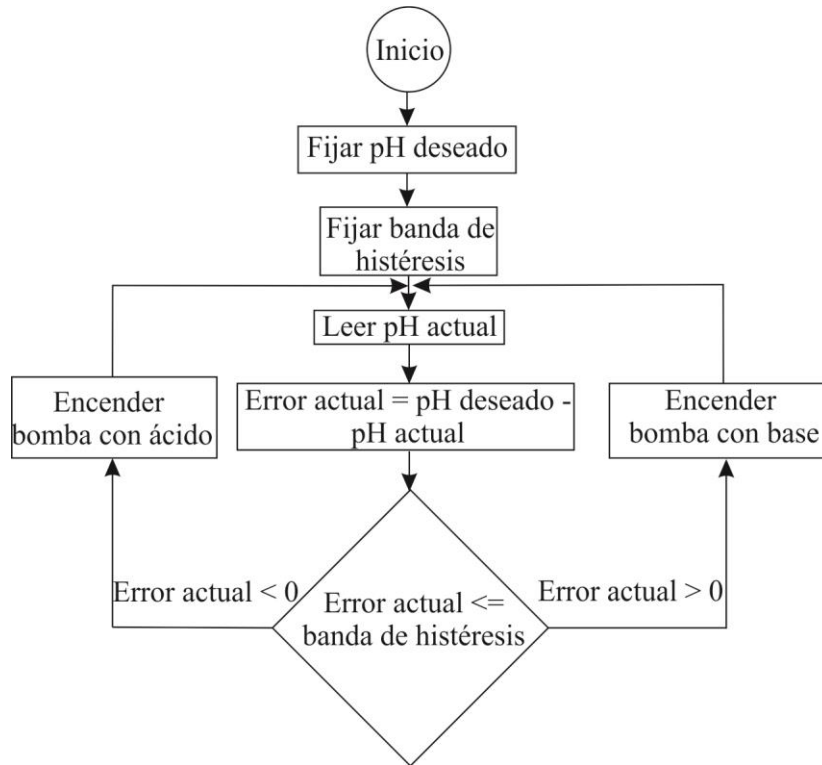 Inicio
Fijar pH deseado
Fijar banda de
histéresis
Leer pH actual
Encender
bomba con ácido
Error actual = pH deseado -
pH actual
Encender
bomba con base
Error actual < 0
Error actual <=
banda de histéresis
Error actual > 0